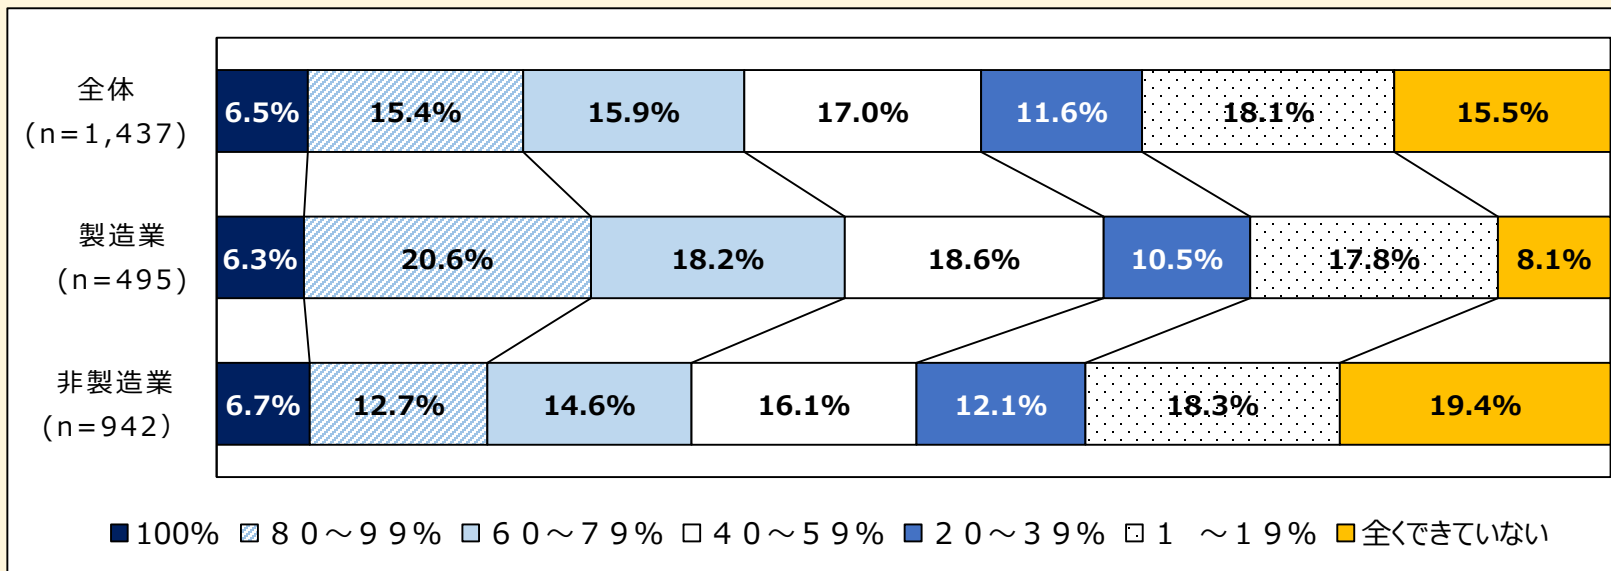 全体
(n=1,437)
6.5% 15.4% 15.9% 17.0% 11.6% 18.1% 15.5%
製造業
(n=495)
6.3% 20.6% 18.2% 18.6% 10.5% 17.8% 8.1%
非製造業
(n=942）
6.7% 12.7% 14.6% 16.1% 12.1% 18.3% 19.4%
100% ８０～９９% ６０～７９% ４０～５９% ２０～３９% １ ～１９% 全くできていない